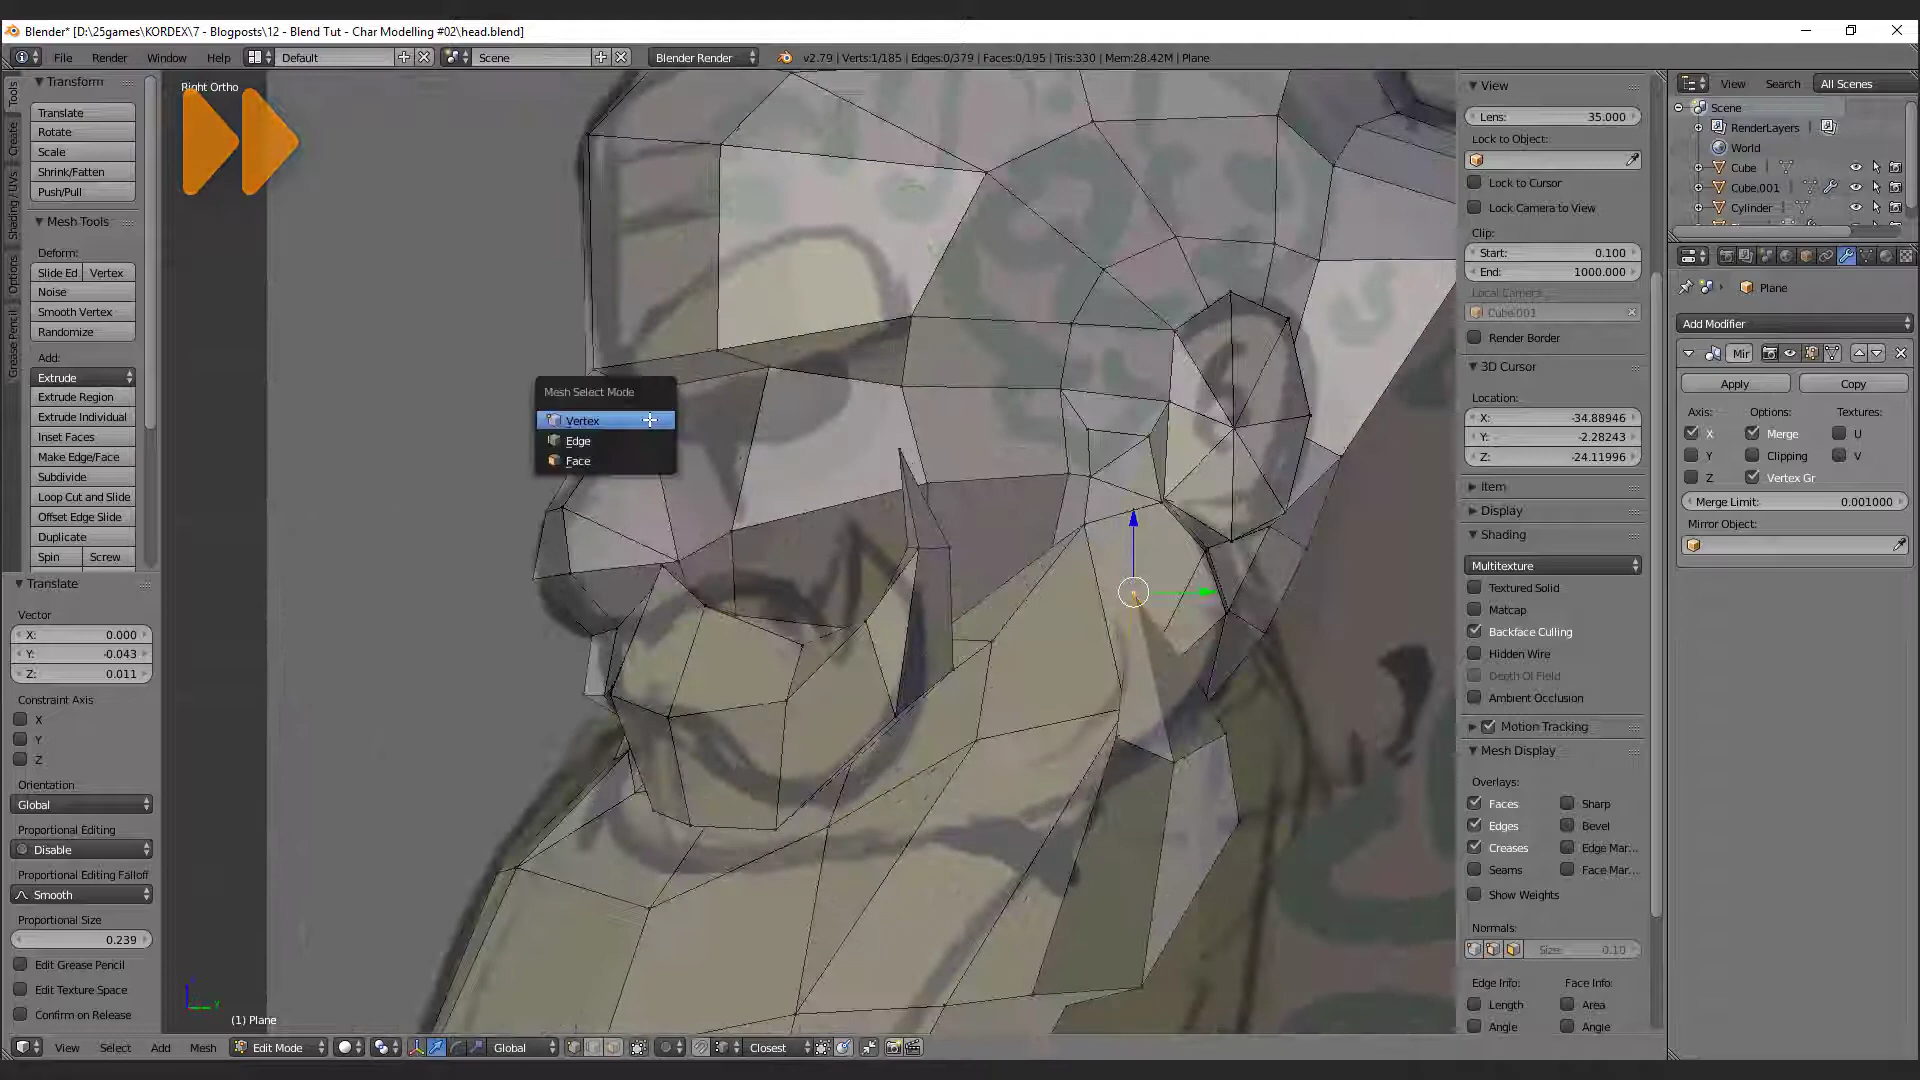 Blender* [D:\25games\KORDEX\7 - Blogposts\12 - Blend Tut - Char Modelling #02\head.blend]
File Render Window Help Default Scene Blender Render v2.79 | Verts:1/185 | Edges:0/379 | Faces:0/195 | Tris:330 | Mem:28.42M | Plane
Tools
Create
Shading / UVs
Options
Grease Pencil
Transform
Translate
Rotate
Scale
Shrink/Fatten
Push/Pull
Mesh Tools
Deform:
Slide Ed Vertex
Noise
Smooth Vertex
Randomize
Add:
Extrude
Extrude Region
Extrude Individual
Inset Faces
Make Edge/Face
Subdivide
Loop Cut and Slide
Offset Edge Slide
Duplicate
Spin Screw
Translate
Vector
X: 0.000
Y: -0.043
Z: 0.011
Constraint Axis
X
Y
Z
Orientation
Global
Proportional Editing
Disable
Proportional Editing Falloff
Smooth
Proportional Size
0.239
Edit Grease Pencil
Edit Texture Space
Confirm on Release
Right Ortho
Mesh Select Mode
Vertex
Edge
Face
(1) Plane
View Select Add Mesh Edit Mode Global Closest
View
Lens: 35.000
Lock to Object:
Lock to Cursor
Lock Camera to View
Clip:
Start: 0.100
End: 1000.000
Local Camera:
Cube.001
Render Border
3D Cursor
Location:
X: -34.88946
Y: -2.28243
Z: -24.11996
Item
Display
Shading
Multitexture
Textured Solid
Matcap
Backface Culling
Hidden Wire
Depth Of Field
Ambient Occlusion
Motion Tracking
Mesh Display
Overlays:
Faces Sharp
Edges Bevel
Creases Edge Mar...
Seams Face Mar...
Show Weights
Normals:
Size: 0.10
Edge Info: Face Info:
Length Area
Angle Angle
View Search All Scenes
Scene
RenderLayers
World
Cube
Cube.001
Cylinder
Plane
Add Modifier
Mir
Apply Copy
Axis: Options: Textures:
X Merge U
Y Clipping V
Z Vertex Gr
Merge Limit: 0.001000
Mirror Object: